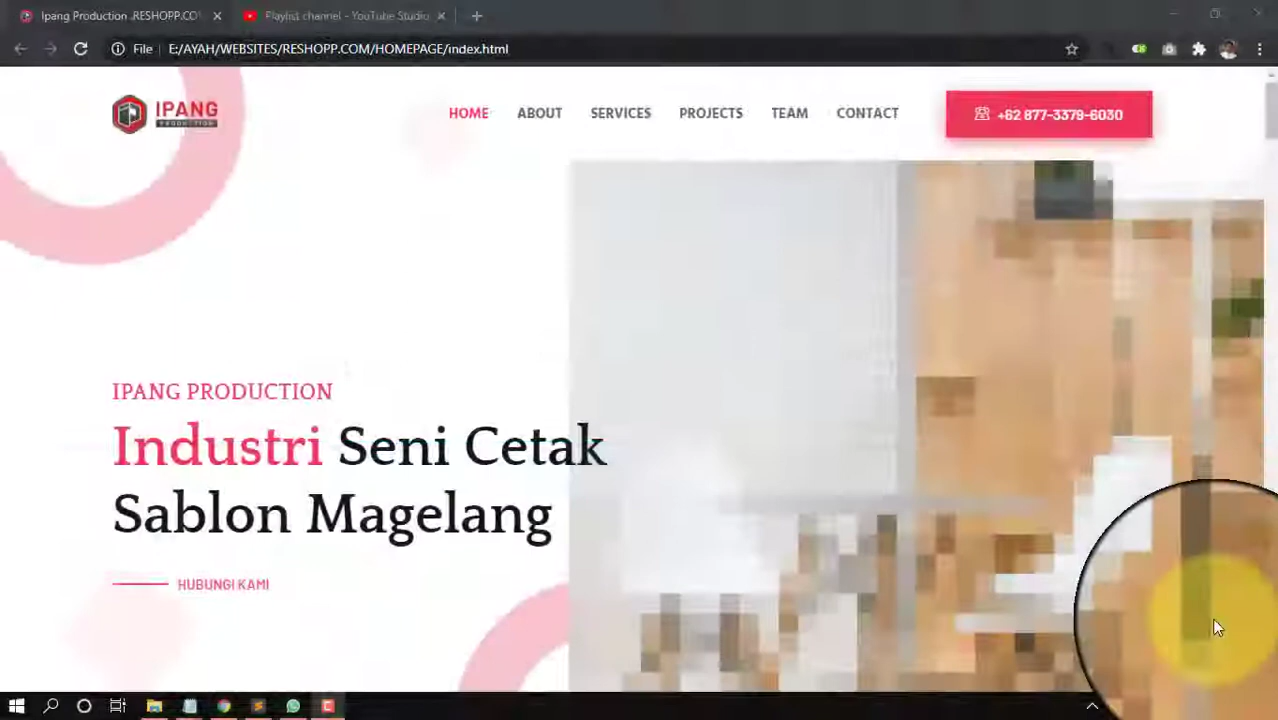 Ipang Production .RESHOPP.CO
Playlist channel - YouTube Studio
File
E:/AYAH/WEBSITES/RESHOPP.COM/HOMEPAGE/index.html
IPANG
PRODUCTION
HOME
ABOUT
SERVICES
PROJECTS
TEAM
CONTACT
+62 877-3379-6030
IPANG PRODUCTION
Industri Seni Cetak
Sablon Magelang
HUBUNGI KAMI